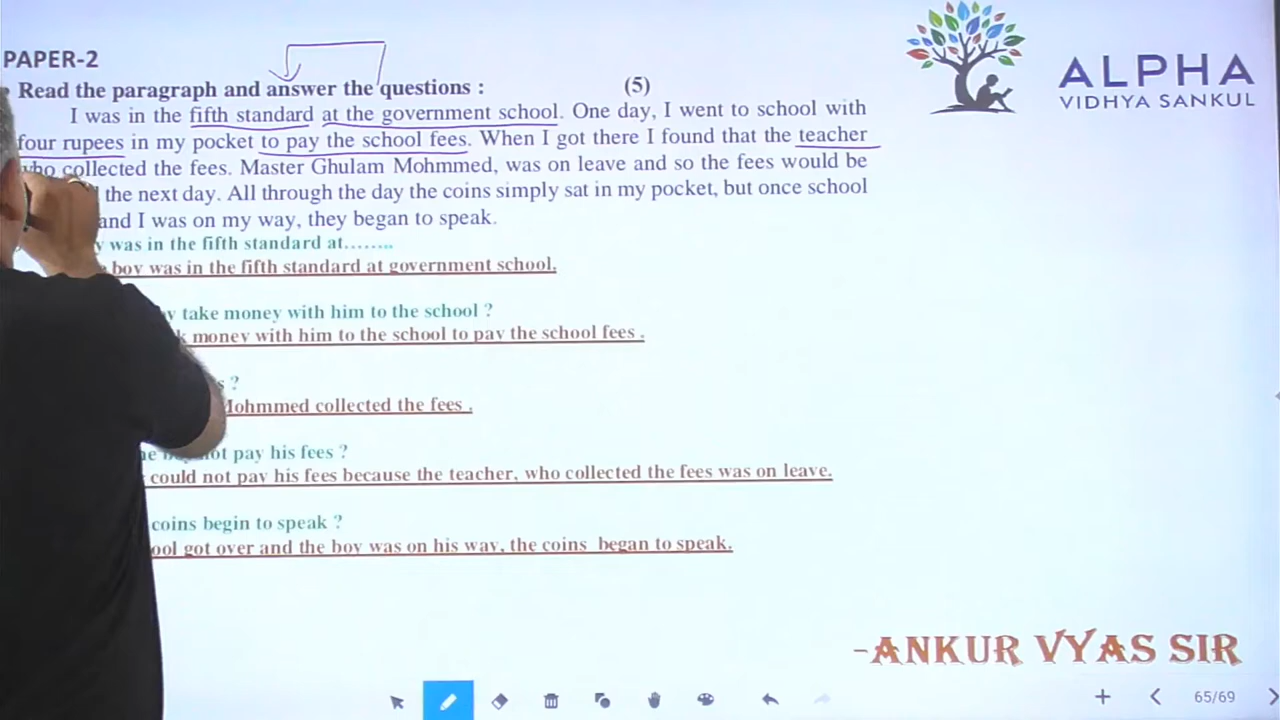 PAPER-2
Read the paragraph and answer the questions : (5)
I was in the fifth standard at the government school. One day, I went to school with
four rupees in my pocket to pay the school fees. When I got there I found that the teacher
who collected the fees. Master Ghulam Mohmmed, was on leave and so the fees would be
the next day. All through the day the coins simply sat in my pocket, but once school
and I was on my way, they began to speak.
was in the fifth standard at........
boy was in the fifth standard at government school.
take money with him to the school ?
money with him to the school to pay the school fees .
?
Mohmmed collected the fees .
not pay his fees ?
could not pay his fees because the teacher, who collected the fees was on leave.
coins begin to speak ?
got over and the boy was on his way, the coins began to speak.
ALPHA
VIDHYA SANKUL
-ANKUR VYAS SIR
65/69